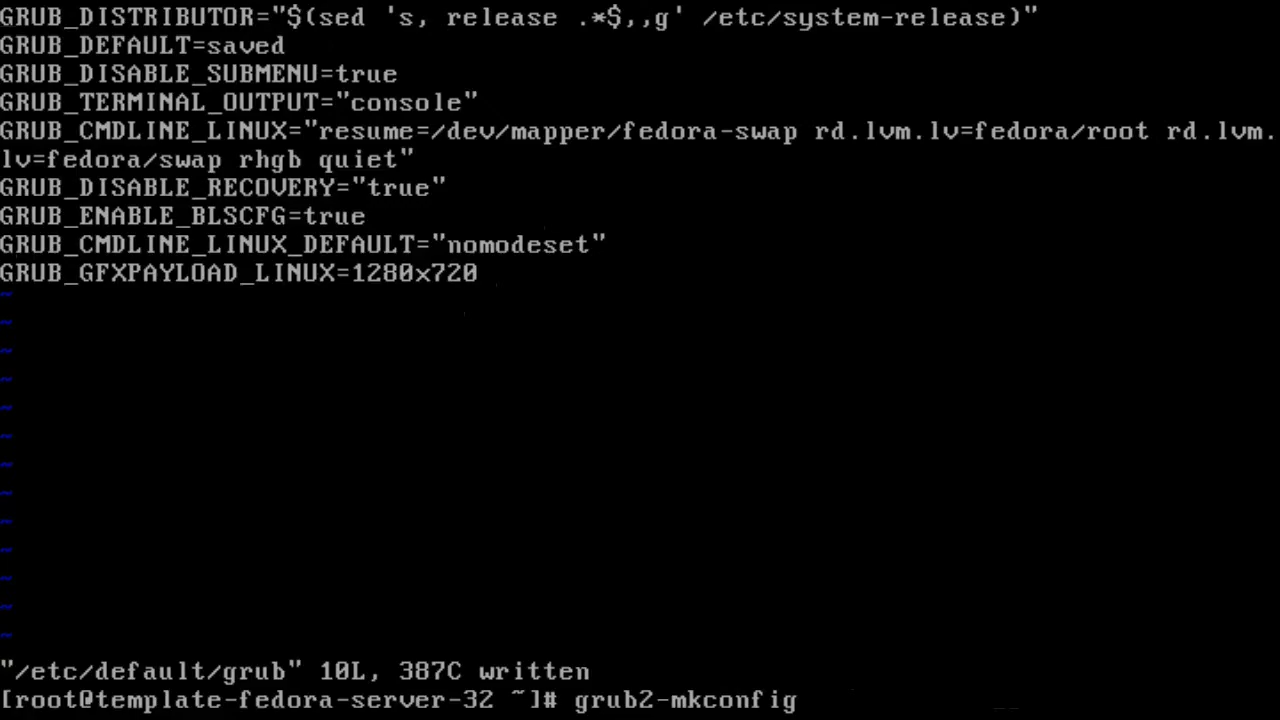 GRUB_DISTRIBUTOR="$(sed 's, release .*$,,g' /etc/system-release)"
GRUB_DEFAULT=saved
GRUB_DISABLE_SUBMENU=true
GRUB_TERMINAL_OUTPUT="console"
GRUB_CMDLINE_LINUX="resume=/dev/mapper/fedora-swap rd.lvm.lv=fedora/root rd.lvm.
lv=fedora/swap rhgb quiet"
GRUB_DISABLE_RECOVERY="true"
GRUB_ENABLE_BLSCFG=true
GRUB_CMDLINE_LINUX_DEFAULT="nomodeset"
GRUB_GFXPAYLOAD_LINUX=1280x720
~
~
~
~
~
~
~
~
~
~
~
~
~
"/etc/default/grub" 10L, 387C written
[root@template-fedora-server-32 ~]# grub2-mkconfig